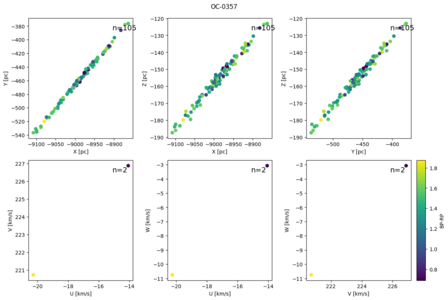 OC-0357
n=105
n=105
n=105
−380
−400
−420
−440
−460
−480
−500
−520
−540
Y [pc]
−9100 −9050 −9000 −8950 −8900
X [pc]
−120
−130
−140
−150
−160
−170
−180
−190
Z [pc]
−9100 −9050 −9000 −8950 −8900
X [pc]
−120
−130
−140
−150
−160
−170
−180
−190
Z [pc]
−500 −450 −400
Y [pc]
n=2
n=2
n=2
227
226
225
224
223
222
221
V [km/s]
−20 −18 −16 −14
U [km/s]
−3
−4
−5
−6
−7
−8
−9
−10
−11
W [km/s]
−20 −18 −16 −14
U [km/s]
−3
−4
−5
−6
−7
−8
−9
−10
−11
W [km/s]
222 224 226
V [km/s]
1.8
1.6
1.4
1.2
1.0
0.8
BP-RP